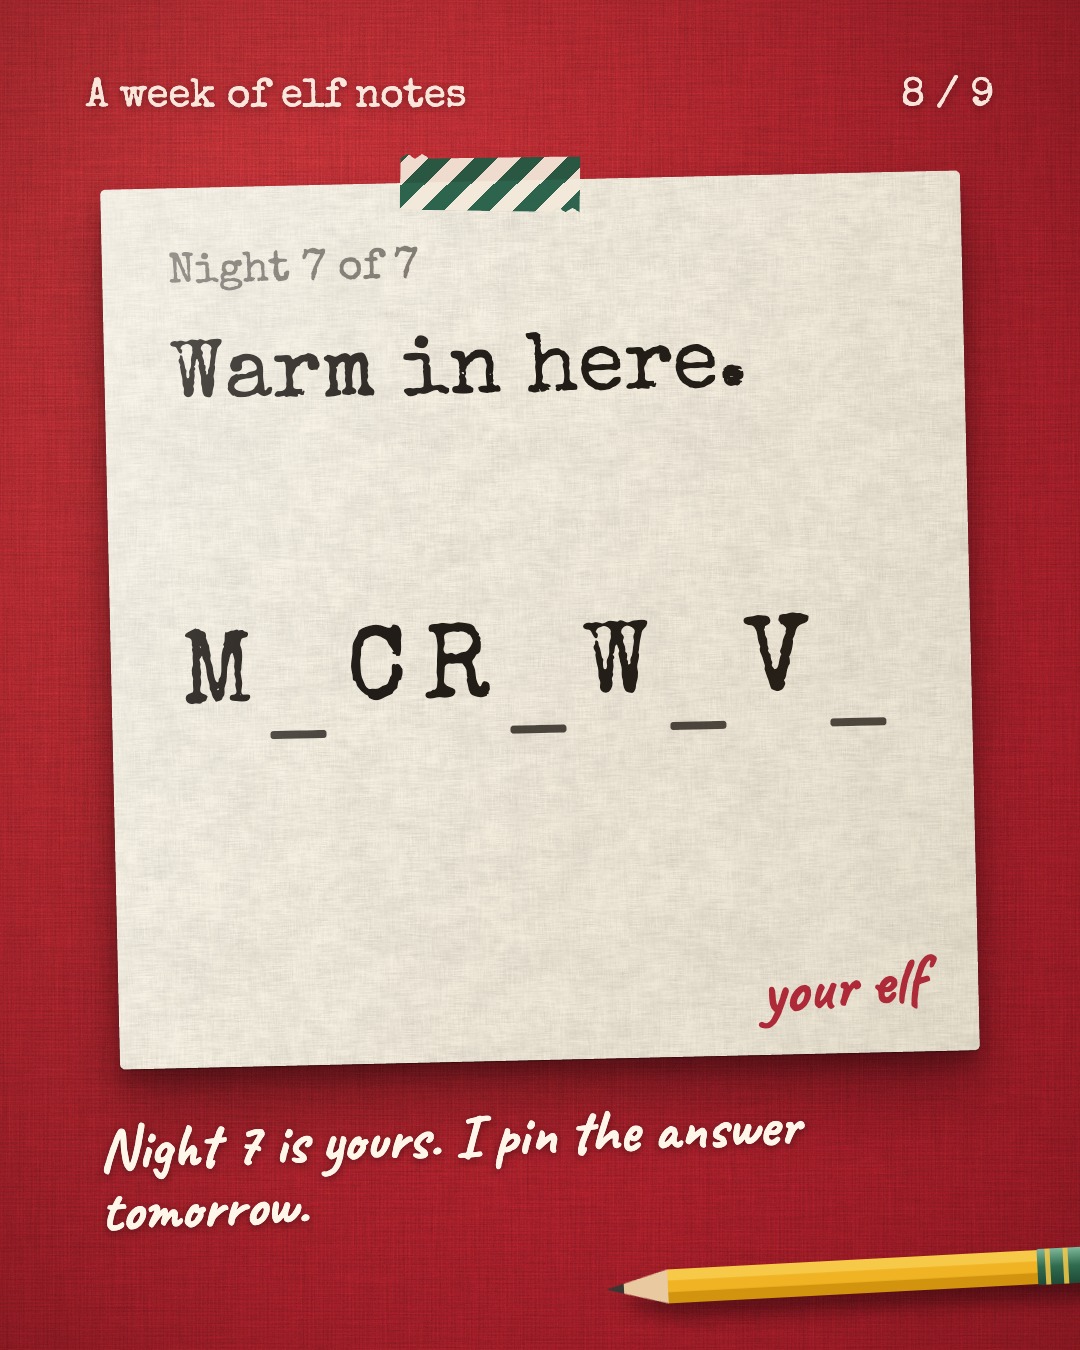 A week of elf notes
8 / 9
Night 7 of 7
Warm in here.
M _ C R _ W _ V _
your elf
Night 7 is yours. I pin the answer
tomorrow.